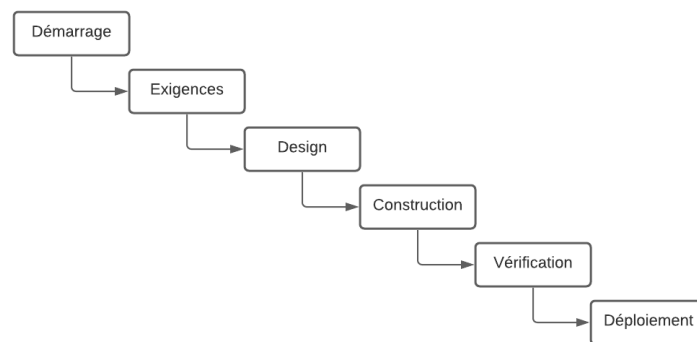 Démarrage
Exigences
Design
Construction
Vérification
Déploiement